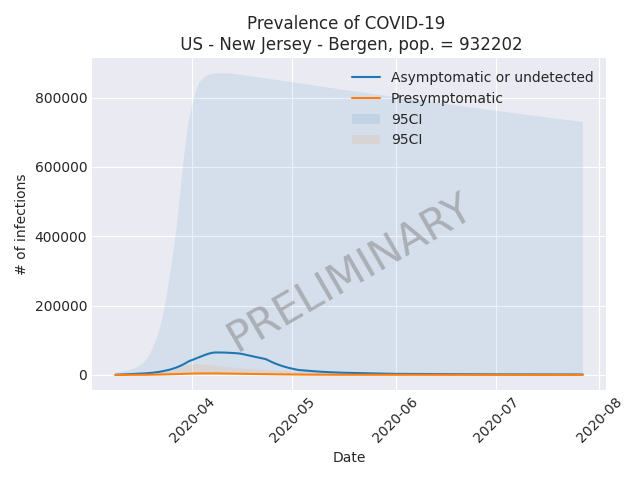 Prevalence of COVID-19
US - New Jersey - Bergen, pop. = 932202
Asymptomatic or undetected
Presymptomatic
95CI
95CI
800000
600000
400000
200000
0
# of infections
PRELIMINARY
2020-04
2020-05
2020-06
2020-07
2020-08
Date